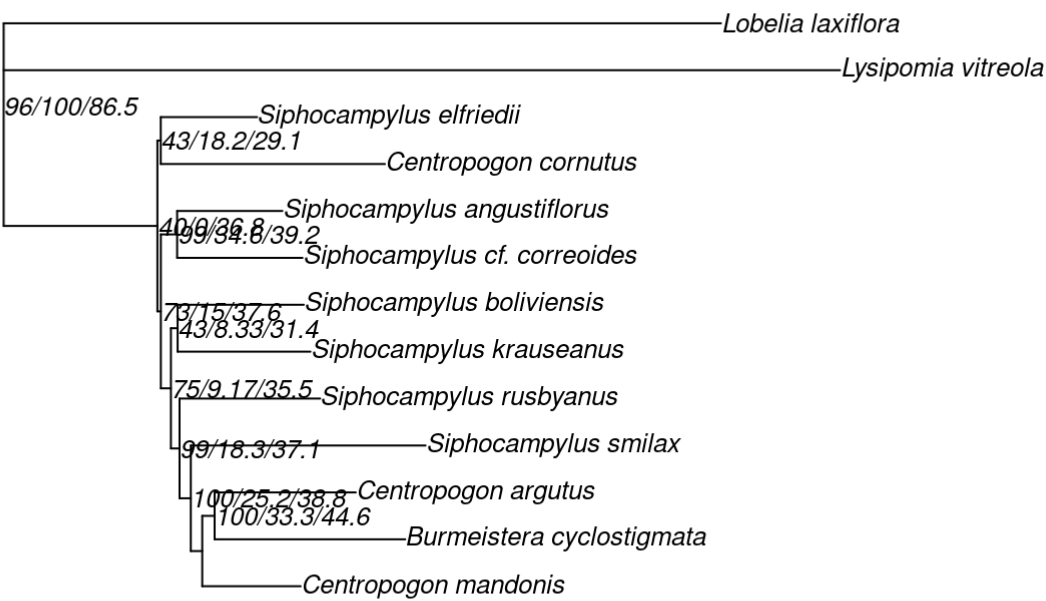 Lobelia laxiflora
Lysipomia vitreola
96/100/86.5
Siphocampylus elfriedii
43/18.2/29.1
Centropogon cornutus
Siphocampylus angustiflorus
40/0/36.8
99/34.6/39.2
Siphocampylus cf. correoides
Siphocampylus boliviensis
73/15/37.6
43/8.33/31.4
Siphocampylus krauseanus
75/9.17/35.5
Siphocampylus rusbyanus
Siphocampylus smilax
99/18.3/37.1
Centropogon argutus
100/25.2/38.8
100/33.3/44.6
Burmeistera cyclostigmata
Centropogon mandonis